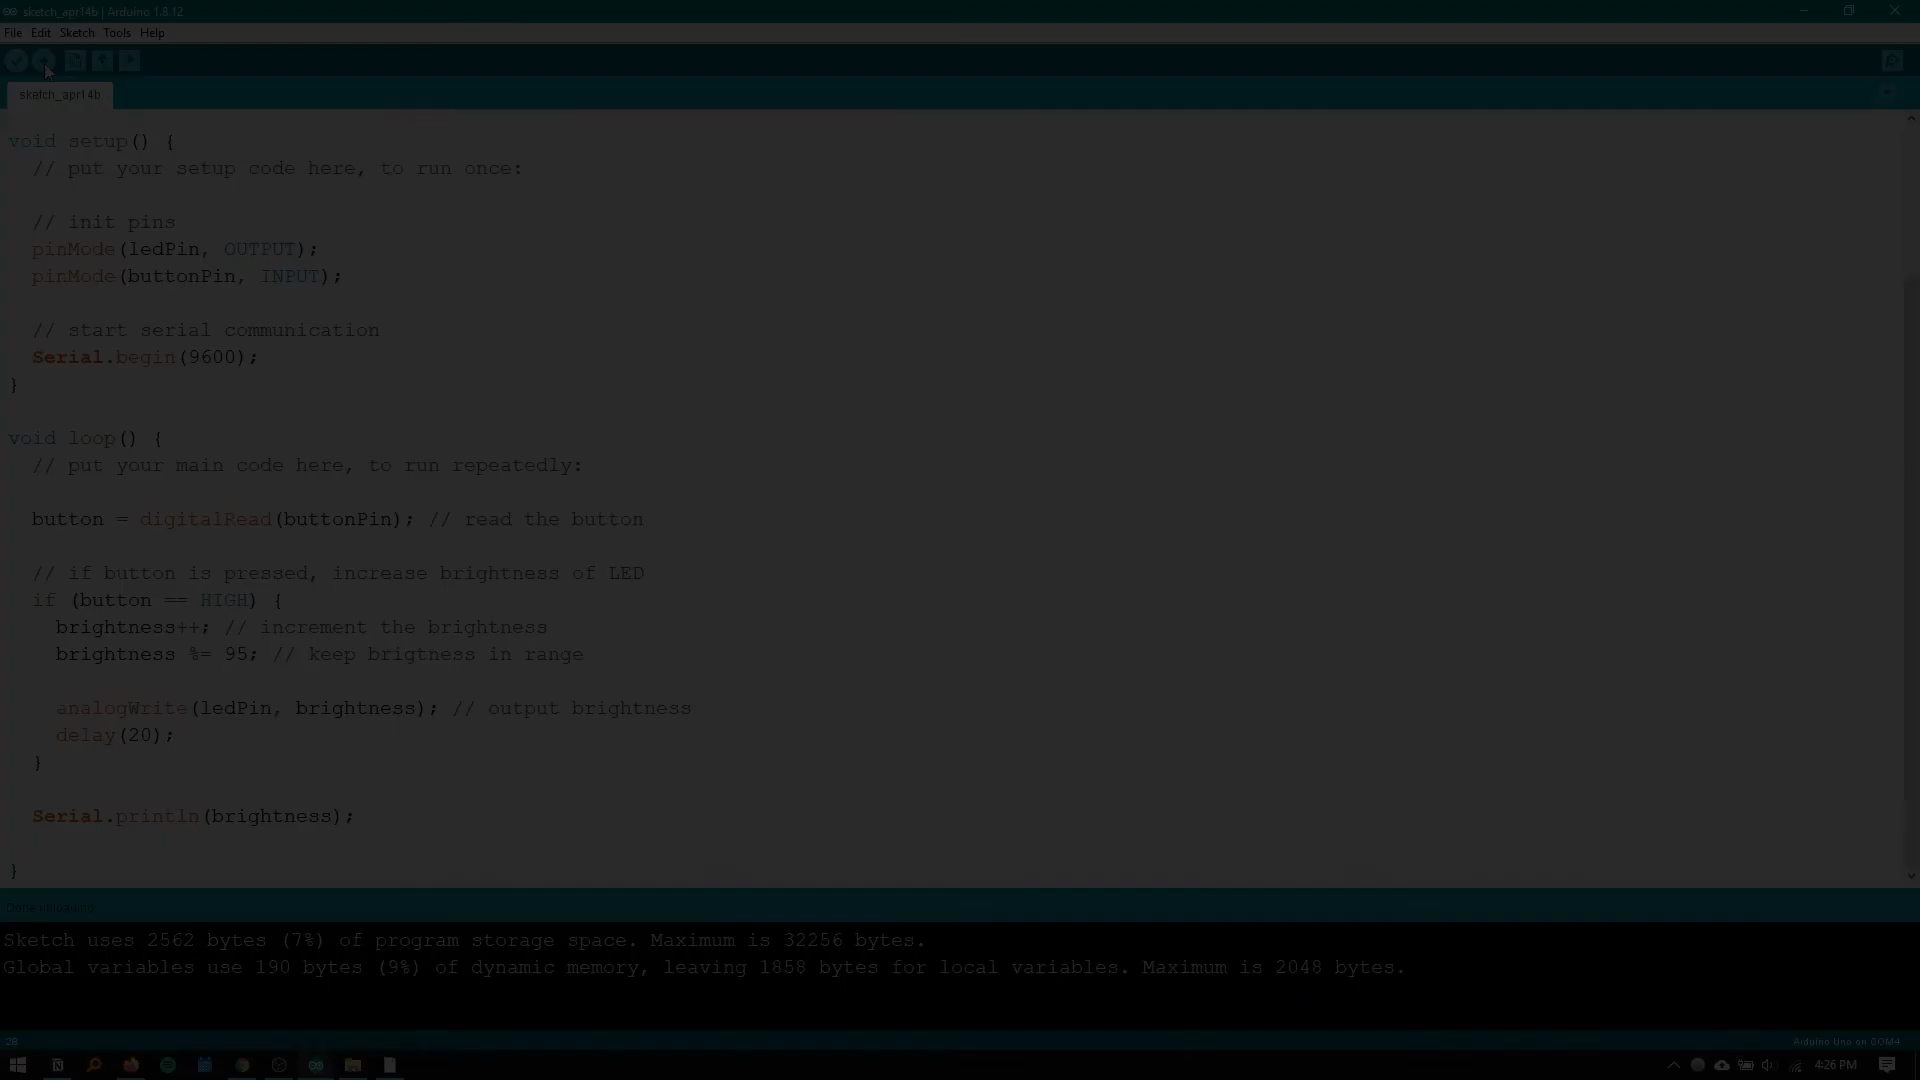 sketch_apr14b | Arduino 1.8.12
File Edit Sketch Tools Help
sketch_apr14b
void setup() {
// put your setup code here, to run once:
// init pins
pinMode(ledPin, OUTPUT);
pinMode(buttonPin, INPUT);
// start serial communication
Serial.begin(9600);
}
void loop() {
// put your main code here, to run repeatedly:
button = digitalRead(buttonPin); // read the button
// if button is pressed, increase brightness of LED
if (button == HIGH) {
brightness++; // increment the brightness
brightness %= 95; // keep brigtness in range
analogWrite(ledPin, brightness); // output brightness
delay(20);
}
Serial.println(brightness);
}
Done uploading.
Sketch uses 2562 bytes (7%) of program storage space. Maximum is 32256 bytes.
Global variables use 190 bytes (9%) of dynamic memory, leaving 1858 bytes for local variables. Maximum is 2048 bytes.
28 Arduino Uno on COM4
4:26 PM